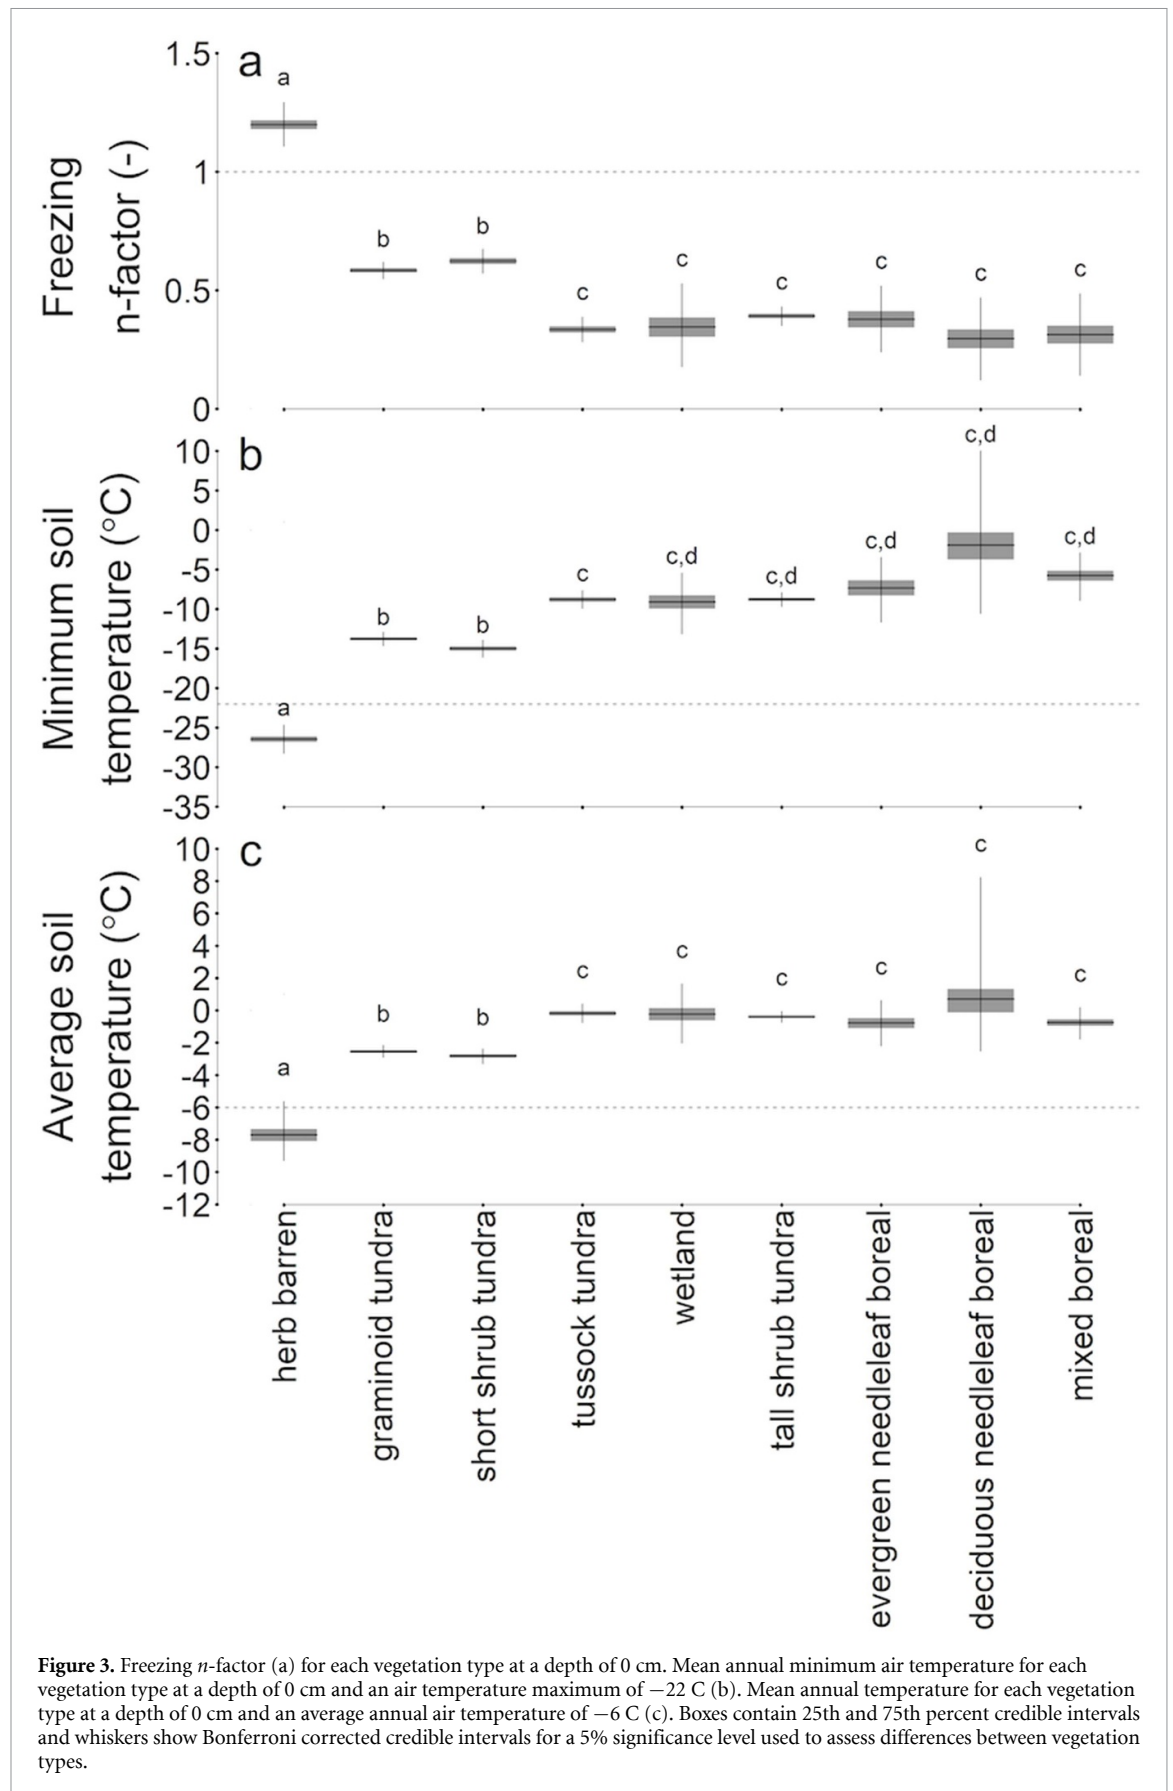 1.5
a
a
1
b
b
c
c
c
c
c
c
0.5
0
Freezing
n-factor (-)
10
b
5
0
-5
-10
-15
-20
-25
-30
-35
a
b
b
c
c,d
c,d
c,d
c,d
c,d
Minimum soil
temperature (°C)
10
c
8
6
4
2
0
-2
-4
-6
-8
-10
-12
a
b
b
c
c
c
c
c
c
Average soil
temperature (°C)
herb barren
graminoid tundra
short shrub tundra
tussock tundra
wetland
tall shrub tundra
evergreen needleleaf boreal
deciduous needleleaf boreal
mixed boreal
Figure 3. Freezing n-factor (a) for each vegetation type at a depth of 0 cm. Mean annual minimum air temperature for each
vegetation type at a depth of 0 cm and an air temperature maximum of −22 C (b). Mean annual temperature for each vegetation
type at a depth of 0 cm and an average annual air temperature of −6 C (c). Boxes contain 25th and 75th percent credible intervals
and whiskers show Bonferroni corrected credible intervals for a 5% significance level used to assess differences between vegetation
types.